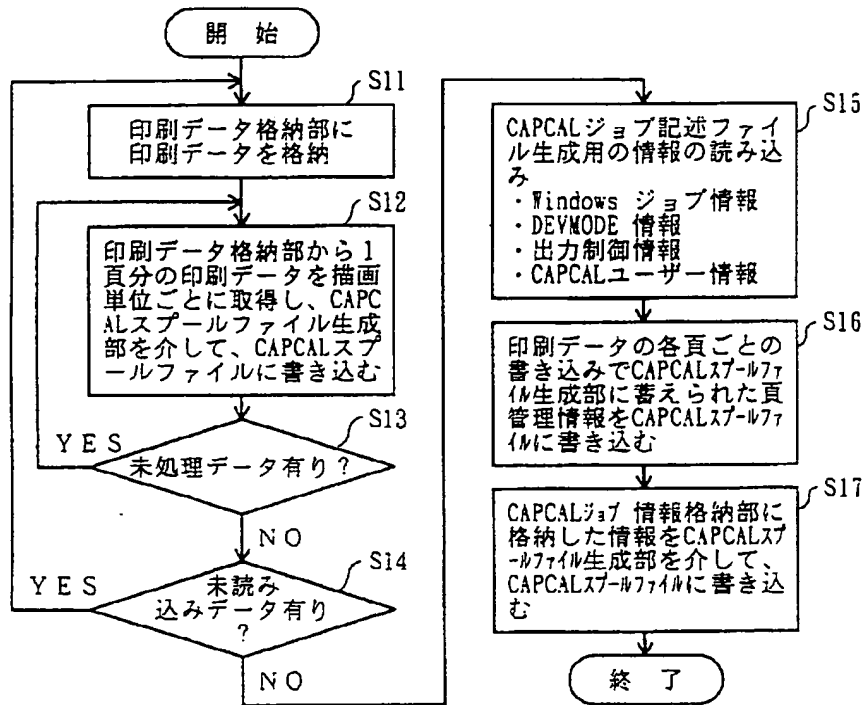 開 始
S11
印刷データ格納部に
印刷データを格納
S12
印刷データ格納部から1
頁分の印刷データを描画
単位ごとに取得し、CAPC
ALスプールファイル生成
部を介して、CAPCALスプ
ールファイルに書き込む
S13
YES
未処理データ有り?
NO
S14
YES
未読み
込みデータ有り
?
NO
S15
CAPCALジョブ記述ファイ
ル生成用の情報の読み込
み
・Windows ジョブ情報
・DEVMODE 情報
・出力制御情報
・CAPCALユーザー情報
S16
印刷データの各頁ごとの
書き込みでCAPCALスプールファ
イル生成部に蓄えられた頁
管理情報をCAPCALスプールファ
イルに書き込む
S17
CAPCALジョブ 情報格納部に
格納した情報をCAPCALスプ
ールファイル生成部を介して、
CAPCALスプールファイルに書き込
む
終 了